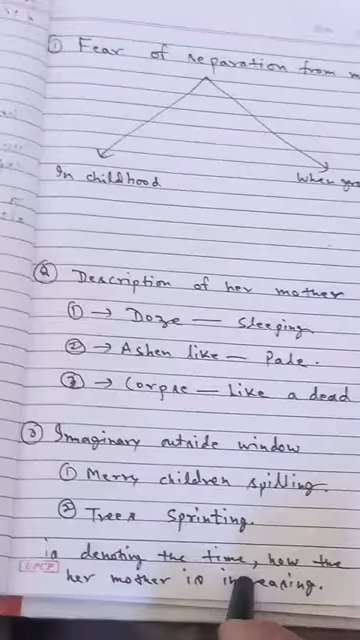 ① Fear of separation from m
In childhood
When
② Description of her mother
① → Doze — Sleeping
② → Ashen like — Pale.
③ → Corpse — Like a dead
③ Imaginary outside window
① Merry children spilling.
② Trees Sprinting.
is denoting the time, how the
her mother is increasing.